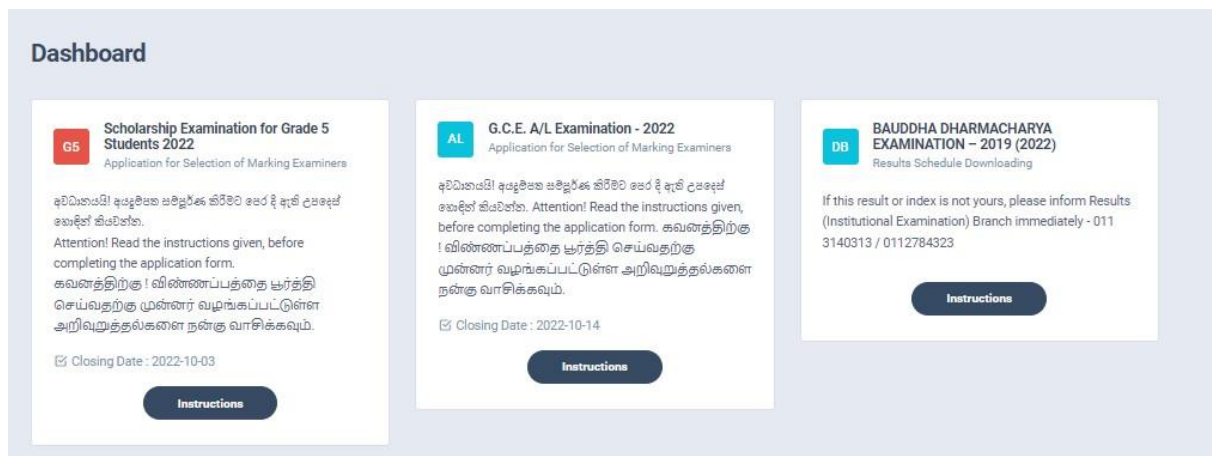 Dashboard
G5
Scholarship Examination for Grade 5
Students 2022
Application for Selection of Marking Examiners
අවධානයයි! අයදුම්පත සම්පූර්ණ කිරීමට පෙර දී ඇති උපදෙස්
හොඳින් කියවන්න.
Attention! Read the instructions given, before
completing the application form.
கவனத்திற்கு ! விண்ணப்பத்தை பூர்த்தி
செய்வதற்கு முன்னர் வழங்கப்பட்டுள்ள
அறிவுறுத்தல்களை நன்கு வாசிக்கவும்.
Closing Date : 2022-10-03
Instructions
AL
G.C.E. A/L Examination - 2022
Application for Selection of Marking Examiners
අවධානයයි! අයදුම්පත සම්පූර්ණ කිරීමට පෙර දී ඇති උපදෙස්
හොඳින් කියවන්න. Attention! Read the instructions given,
before completing the application form. கவனத்திற்கு
! விண்ணப்பத்தை பூர்த்தி செய்வதற்கு
முன்னர் வழங்கப்பட்டுள்ள அறிவுறுத்தல்களை
நன்கு வாசிக்கவும்.
Closing Date : 2022-10-14
Instructions
DB
BAUDDHA DHARMACHARYA
EXAMINATION – 2019 (2022)
Results Schedule Downloading
If this result or index is not yours, please inform Results
(Institutional Examination) Branch immediately - 011
3140313 / 0112784323
Instructions